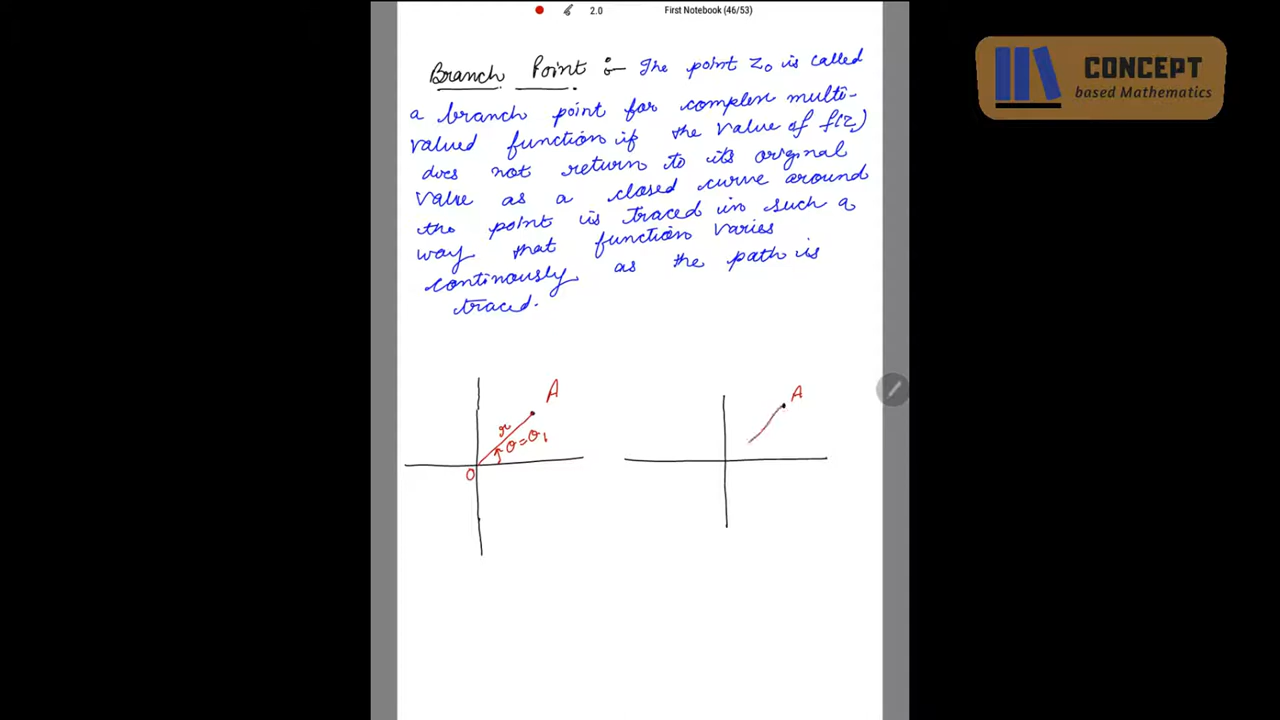 2.0 First Notebook (46/53)
CONCEPT
based Mathematics
Branch Point :- The point z₀ is called
a branch point for complex multi-
valued function if the value of f(z)
does not return to its original
value as a closed curve around
the point is traced in such a
way that function varies
continously as the path is
traced.
A
r
θ=θ₁
O
A